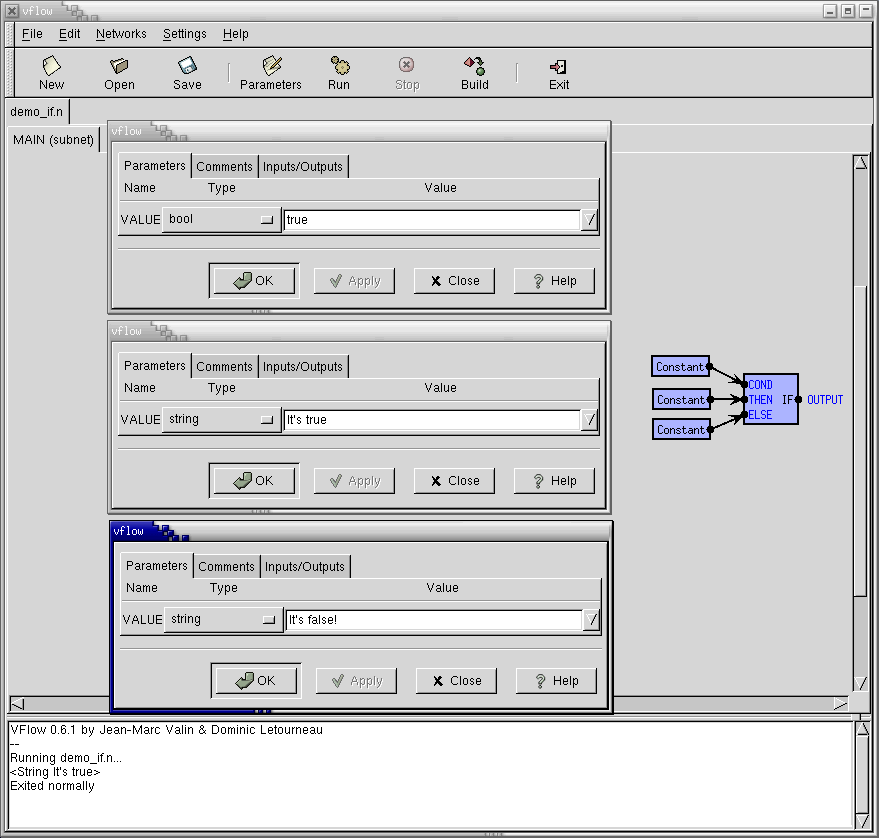 vflow
File Edit Networks Settings Help
New Open Save Parameters Run Stop Build Exit
demo_if.n
MAIN (subnet)
vflow
Parameters Comments Inputs/Outputs
Name Type Value
VALUE bool true
OK Apply Close Help
vflow
Parameters Comments Inputs/Outputs
Name Type Value
VALUE string It's true
OK Apply Close Help
vflow
Parameters Comments Inputs/Outputs
Name Type Value
VALUE string It's false!
OK Apply Close Help
Constant
Constant
Constant
COND
THEN IF OUTPUT
ELSE
VFlow 0.6.1 by Jean-Marc Valin & Dominic Letourneau
--
Running demo_if.n...
<String It's true>
Exited normally